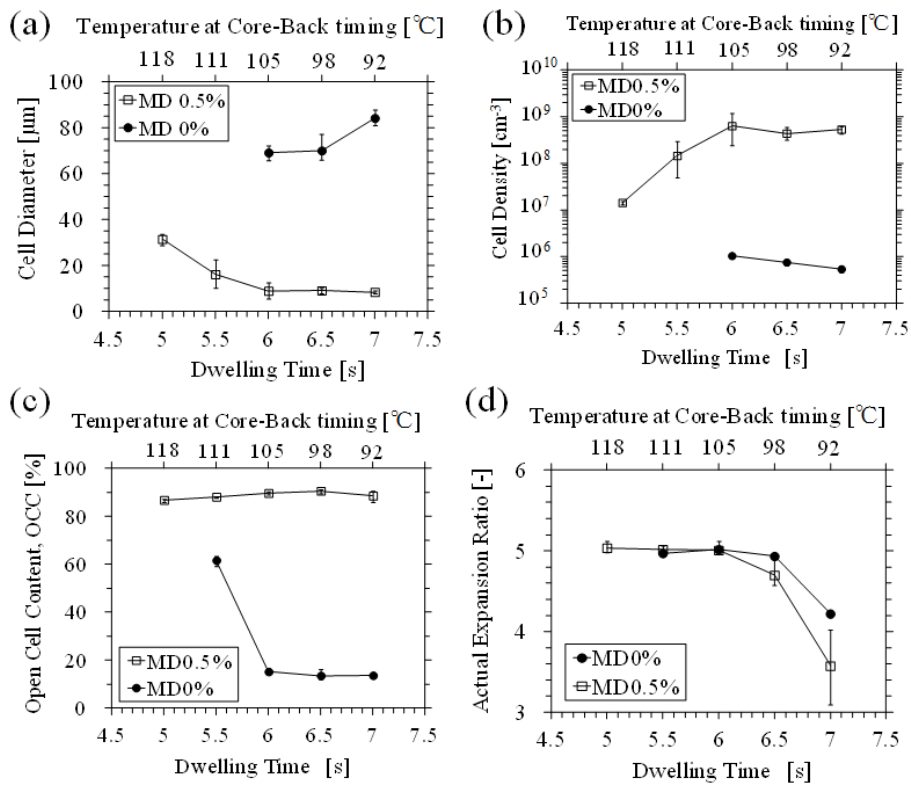 (a)
Temperature at Core-Back timing [℃]
118 111 105 98 92
100
80
60
40
20
0
Cell Diameter [μm]
MD 0.5%
MD 0%
4.5 5 5.5 6 6.5 7 7.5
Dwelling Time [s]
(b)
Temperature at Core-Back timing [℃]
118 111 105 98 92
10^10
10^9
10^8
10^7
10^6
10^5
Cell Density [cm^-3]
MD0.5%
MD0%
4.5 5 5.5 6 6.5 7 7.5
Dwelling Time [s]
(c)
Temperature at Core-Back timing [℃]
118 111 105 98 92
100
80
60
40
20
0
Open Cell Content, OCC [%]
MD0.5%
MD0%
4.5 5 5.5 6 6.5 7 7.5
Dwelling Time [s]
(d)
Temperature at Core-Back timing [℃]
118 111 105 98 92
6
5
4
3
Actual Expansion Ratio [-]
MD0%
MD0.5%
4.5 5 5.5 6 6.5 7 7.5
Dwelling Time [s]